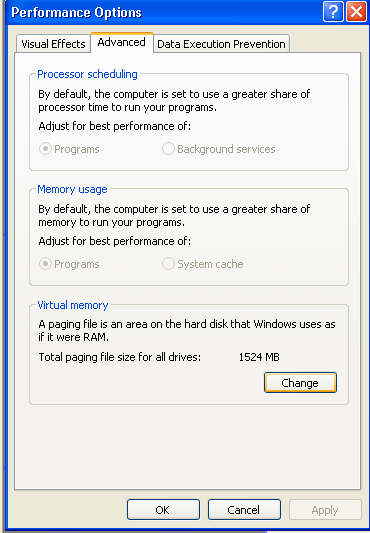 Performance Options
Visual Effects Advanced Data Execution Prevention
Processor scheduling
By default, the computer is set to use a greater share of
processor time to run your programs.
Adjust for best performance of:
Programs Background services
Memory usage
By default, the computer is set to use a greater share of
memory to run your programs.
Adjust for best performance of:
Programs System cache
Virtual memory
A paging file is an area on the hard disk that Windows uses as
if it were RAM.
Total paging file size for all drives: 1524 MB
Change
OK Cancel Apply